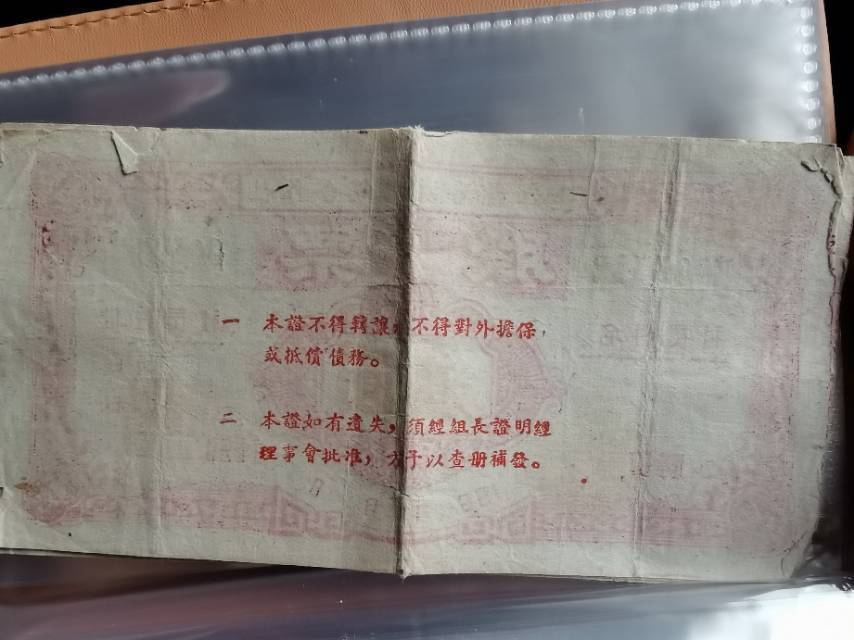 一 本證不得轉讓，不得對外擔保，
或抵償債務。
二 本證如有遺失，須經組長證明經
理事會批准，方予以查册補發。